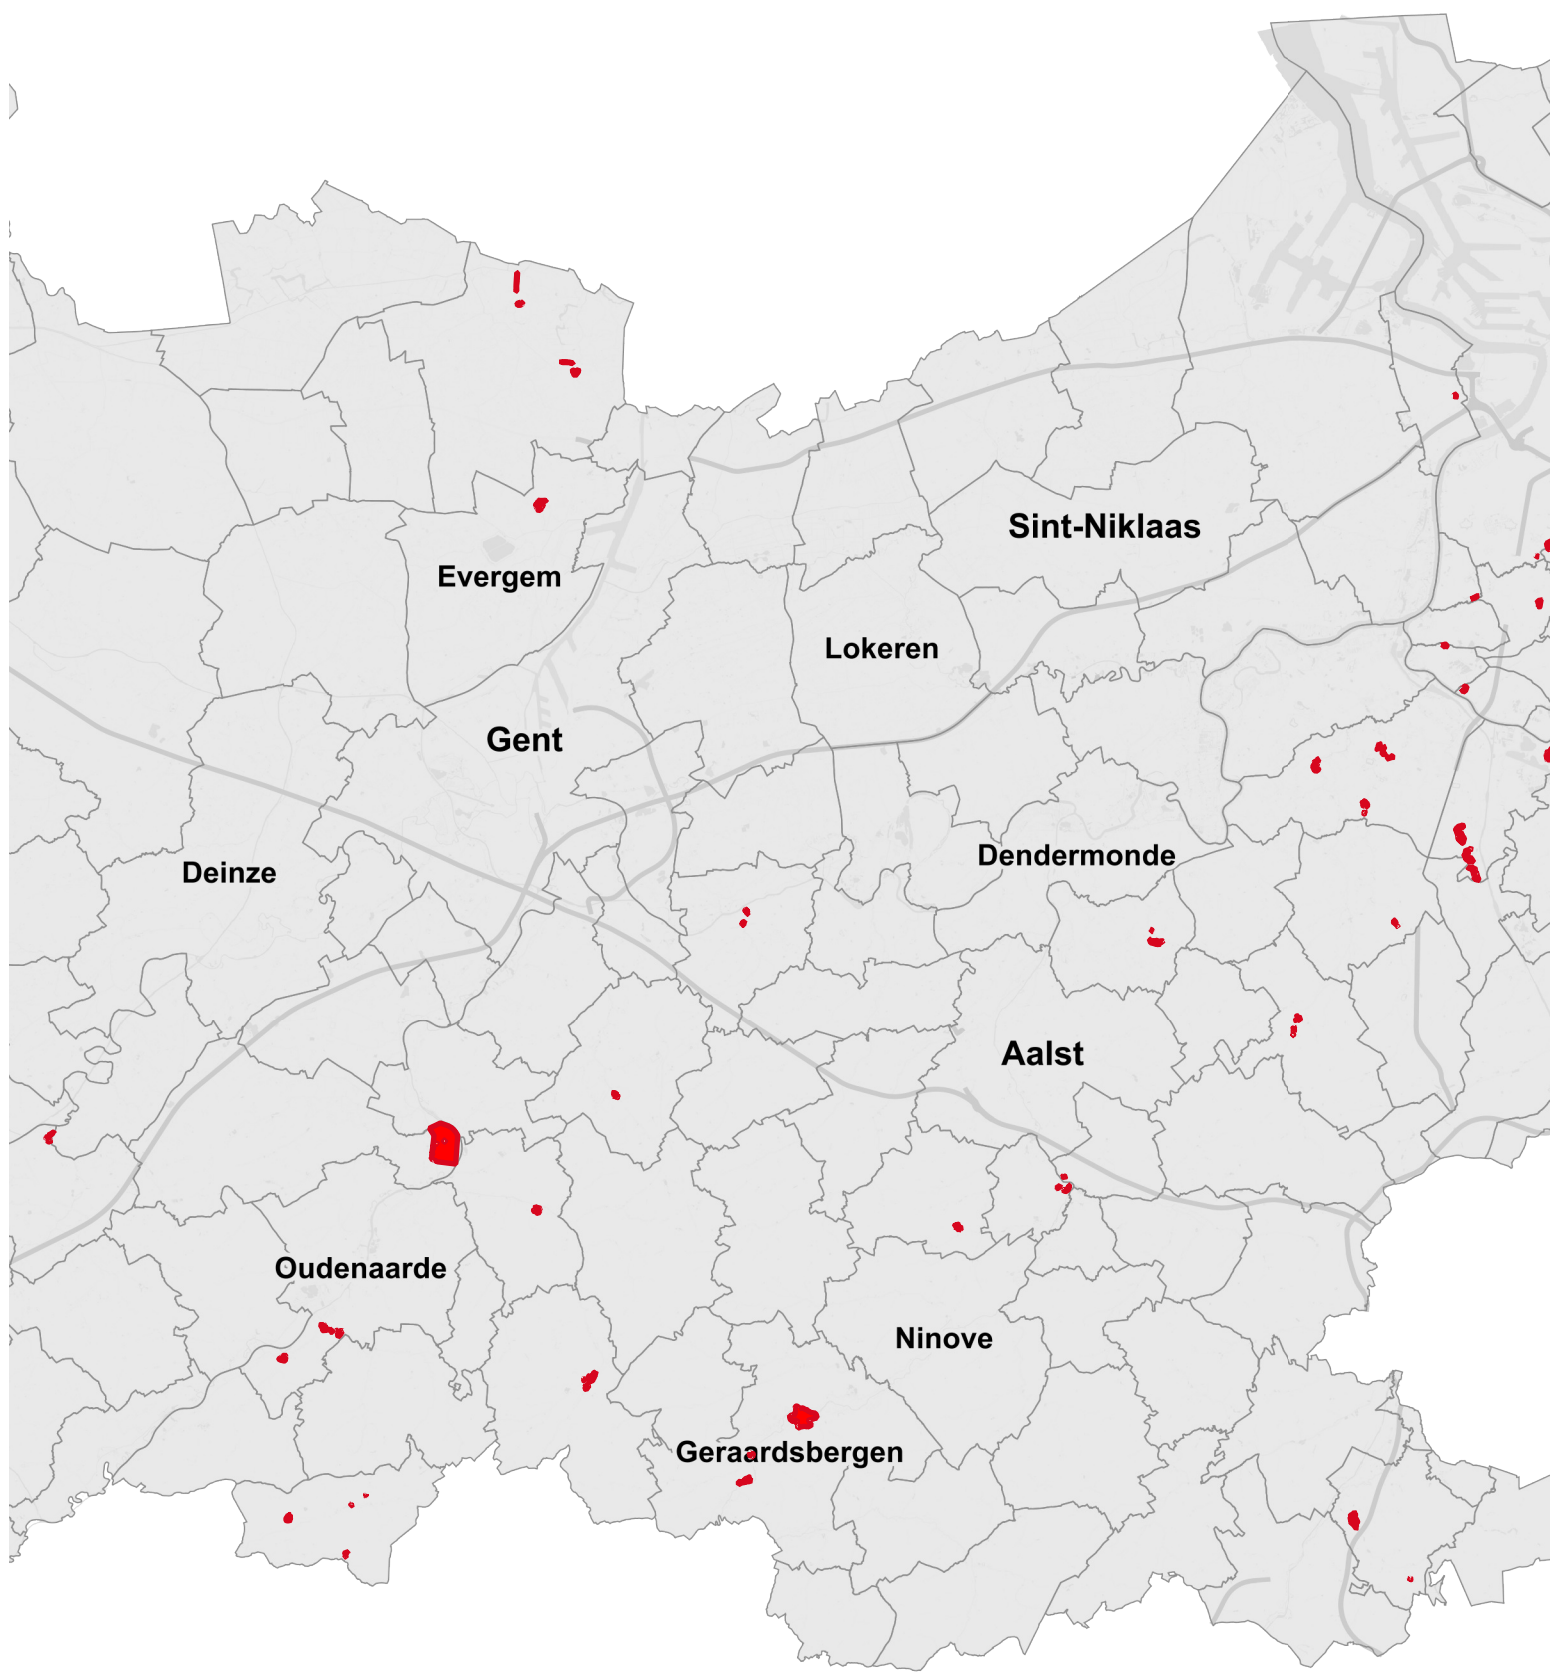 Sint-Niklaas
Evergem
Lokeren
Gent
Dendermonde
Deinze
Aalst
Oudenaarde
Ninove
Geraardsbergen